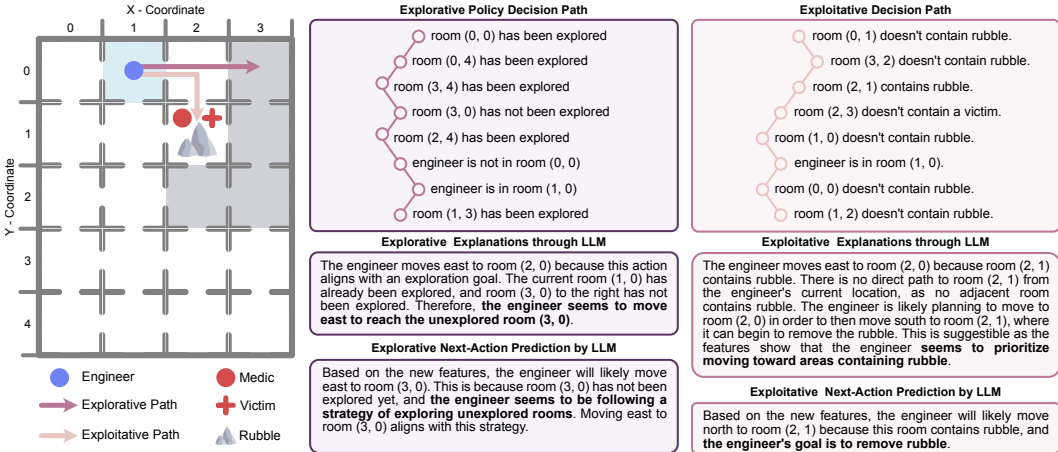 X - Coordinate
0 1 2 3
Y - Coordinate
0
1
2
3
4
Engineer
Medic
Explorative Path
Victim
Exploitative Path
Rubble
Explorative Policy Decision Path
room (0, 0) has been explored
room (0, 4) has been explored
room (3, 4) has been explored
room (3, 0) has not been explored
room (2, 4) has been explored
engineer is not in room (0, 0)
engineer is in room (1, 0)
room (1, 3) has been explored
Explorative Explanations through LLM
The engineer moves east to room (2, 0) because this action
aligns with an exploration goal. The current room (1, 0) has
already been explored, and room (3, 0) to the right has not
been explored. Therefore, the engineer seems to move
east to reach the unexplored room (3, 0).
Explorative Next-Action Prediction by LLM
Based on the new features, the engineer will likely move
east to room (3, 0). This is because room (3, 0) has not been
explored yet, and the engineer seems to be following a
strategy of exploring unexplored rooms. Moving east to
room (3, 0) aligns with this strategy.
Exploitative Decision Path
room (0, 1) doesn't contain rubble.
room (3, 2) doesn't contain rubble.
room (2, 1) contains rubble.
room (2, 3) doesn't contain a victim.
room (1, 0) doesn't contain rubble.
engineer is in room (1, 0).
room (0, 0) doesn't contain rubble.
room (1, 2) doesn't contain rubble.
Exploitative Explanations through LLM
The engineer moves east to room (2, 0) because room (2, 1)
contains rubble. There is no direct path to room (2, 1) from
the engineer's current location, as no adjacent room
contains rubble. The engineer is likely planning to move to
room (2, 0) in order to then move south to room (2, 1), where
it can begin to remove the rubble. This is suggestible as the
features show that the engineer seems to prioritize
moving toward areas containing rubble.
Exploitative Next-Action Prediction by LLM
Based on the new features, the engineer will likely move
north to room (2, 1) because this room contains rubble, and
the engineer's goal is to remove rubble.